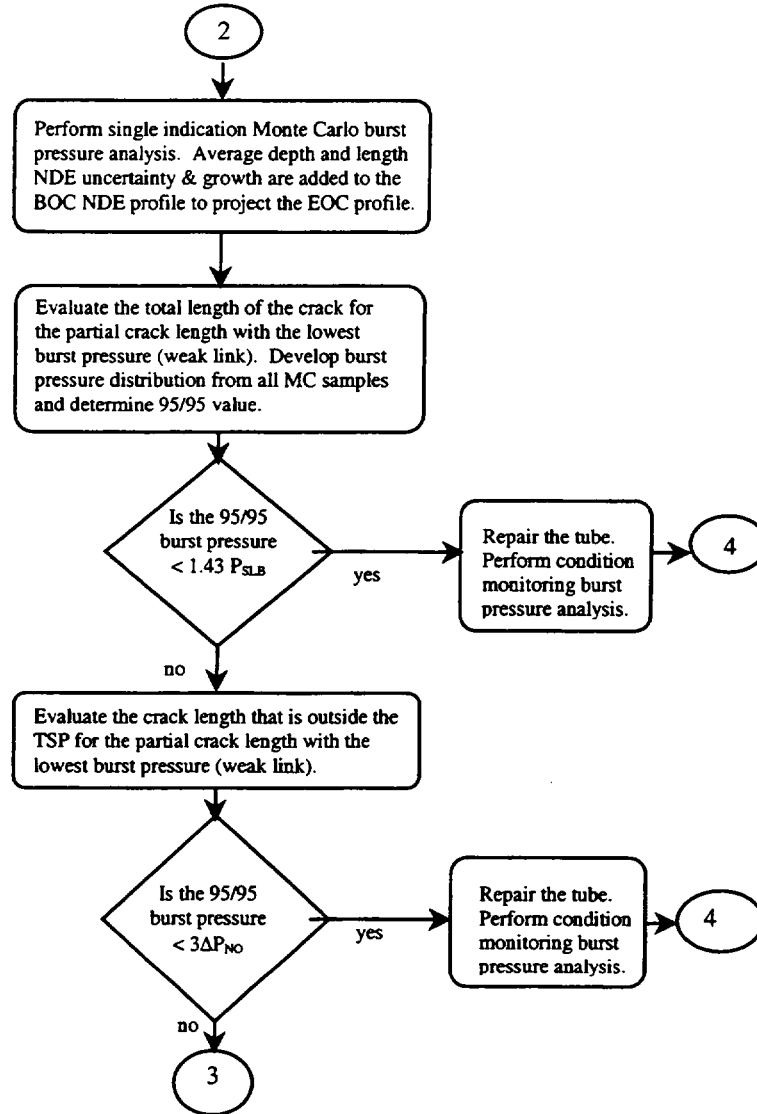 2
Perform single indication Monte Carlo burst
pressure analysis. Average depth and length
NDE uncertainty & growth are added to the
BOC NDE profile to project the EOC profile.
Evaluate the total length of the crack for
the partial crack length with the lowest
burst pressure (weak link). Develop burst
pressure distribution from all MC samples
and determine 95/95 value.
Is the 95/95
burst pressure
< 1.43 PSLB
yes
Repair the tube.
Perform condition
monitoring burst
pressure analysis.
4
no
Evaluate the crack length that is outside the
TSP for the partial crack length with the
lowest burst pressure (weak link).
Is the 95/95
burst pressure
< 3ΔPNO
yes
Repair the tube.
Perform condition
monitoring burst
pressure analysis.
4
no
3